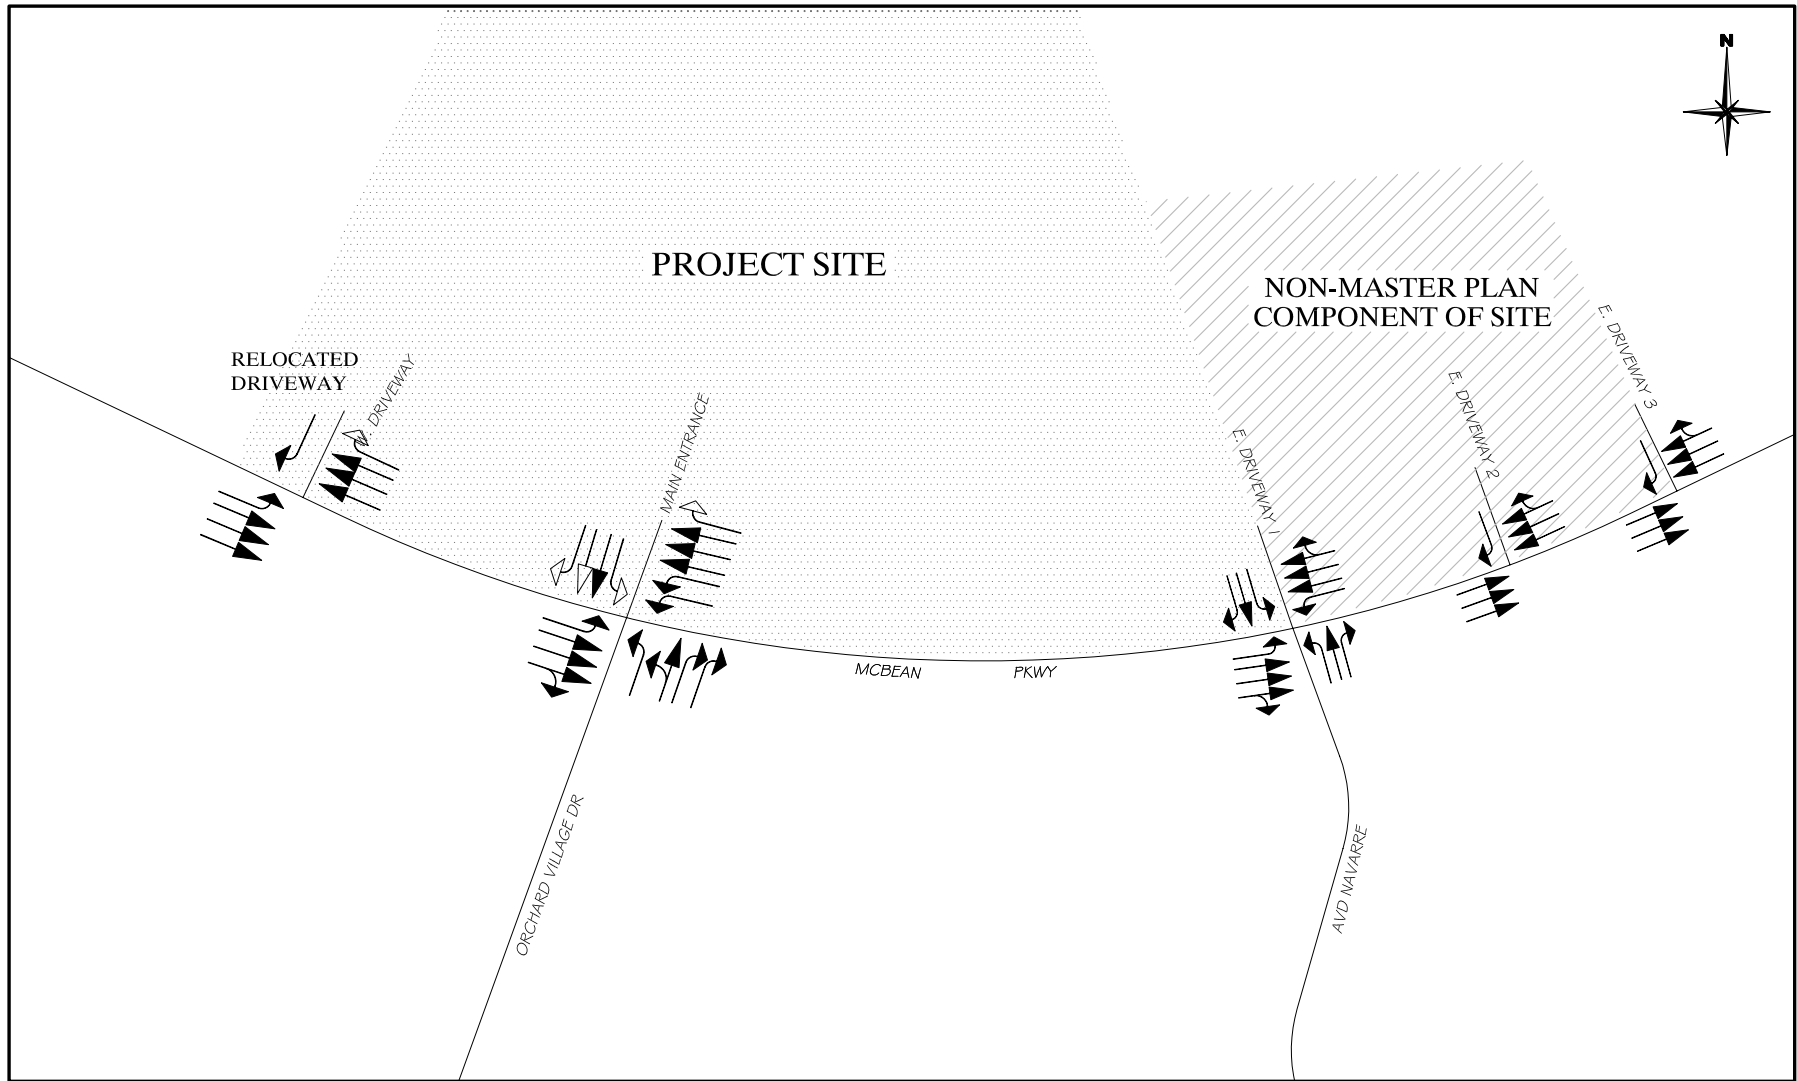 N
PROJECT SITE
NON-MASTER PLAN
COMPONENT OF SITE
E. DRIVEWAY 3
RELOCATED
DRIVEWAY
W. DRIVEWAY
MAIN ENTRANCE
E. DRIVEWAY 1
E. DRIVEWAY 2
MCBEAN PKWY
ORCHARD VILLAGE DR
AVD NAVARRE